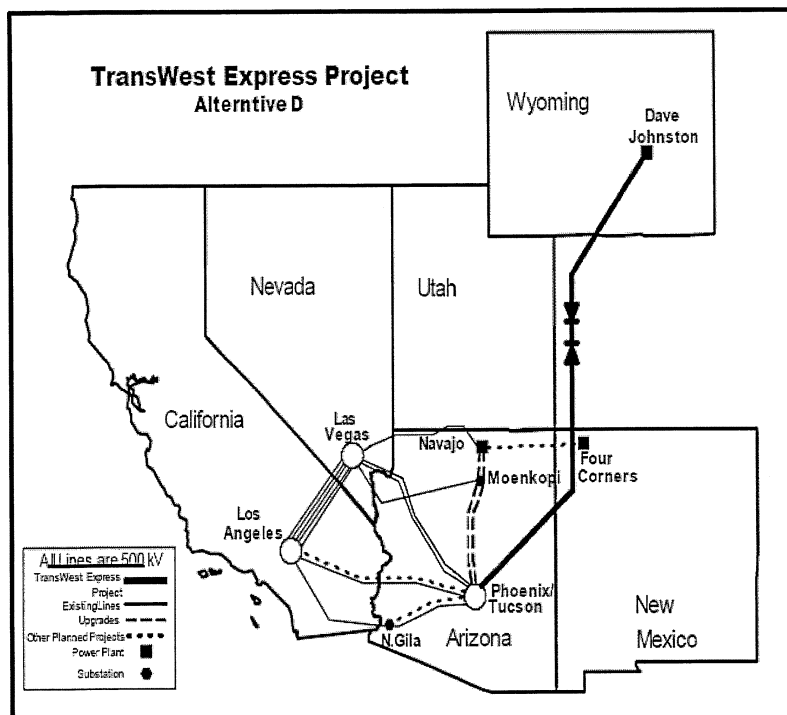 TransWest Express Project
Alterntive D
Wyoming
Dave
Johnston
Nevada
Utah
California
Las
Vegas
Navajo
Four
Corners
Moenkopi
Los
Angeles
Phoenix/
Tucson
N.Gila
Arizona
New
Mexico
All Lines are 500 kV
TransWest Express
Project
ExistingLines
Upgrades
Other Planned Projects
Power Plant
Substation